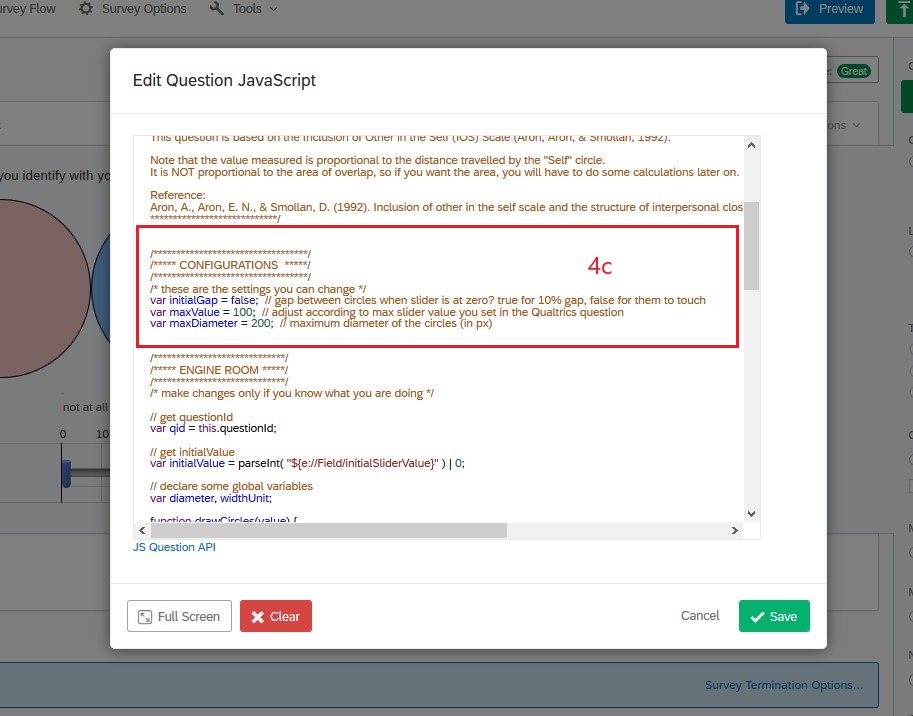 urvey Flow Survey Options Tools Preview
Edit Question JavaScript
Great
ons
This question is based on the Inclusion of Other in the Self (IOS) Scale (Aron, Aron, & Smollan, 1992).
Note that the value measured is proportional to the distance travelled by the "Self" circle.
It is NOT proportional to the area of overlap, so if you want the area, you will have to do some calculations later on.
you identify with yo
Reference:
Aron, A., Aron, E. N., & Smollan, D. (1992). Inclusion of other in the self scale and the structure of interpersonal clos
****************************/
/**********************************/
/***** CONFIGURATIONS *****/
/**********************************/
4c
/* these are the settings you can change */
var initialGap = false; // gap between circles when slider is at zero? true for 10% gap, false for them to touch
var maxValue = 100; // adjust according to max slider value you set in the Qualtrics question
var maxDiameter = 200; // maximum diameter of the circles (in px)
/*****************************/
/***** ENGINE ROOM *****/
/*****************************/
/* make changes only if you know what you are doing */
not at all
// get questionId
var qid = this.questionId;
0 10
// get initialValue
var initialValue = parseInt( "${e://Field/initialSliderValue}" ) | 0;
// declare some global variables
var diameter, widthUnit;
function drawCircles(value) {
JS Question API
Full Screen Clear Cancel Save
Survey Termination Options...